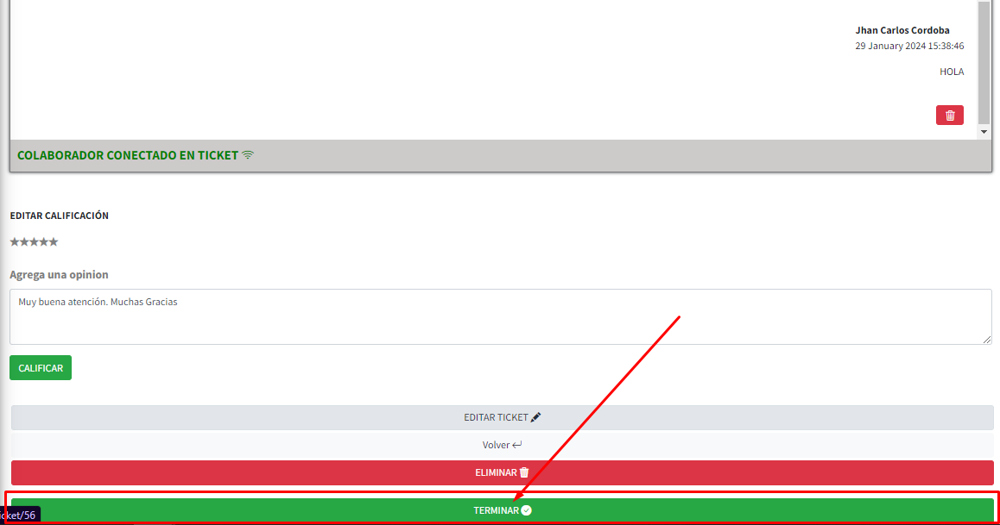 Jhan Carlos Cordoba
29 January 2024 15:38:46
HOLA
COLABORADOR CONECTADO EN TICKET
EDITAR CALIFICACIÓN
Agrega una opinion
Muy buena atención. Muchas Gracias
CALIFICAR
EDITAR TICKET
Volver
ELIMINAR
TERMINAR
icket/56